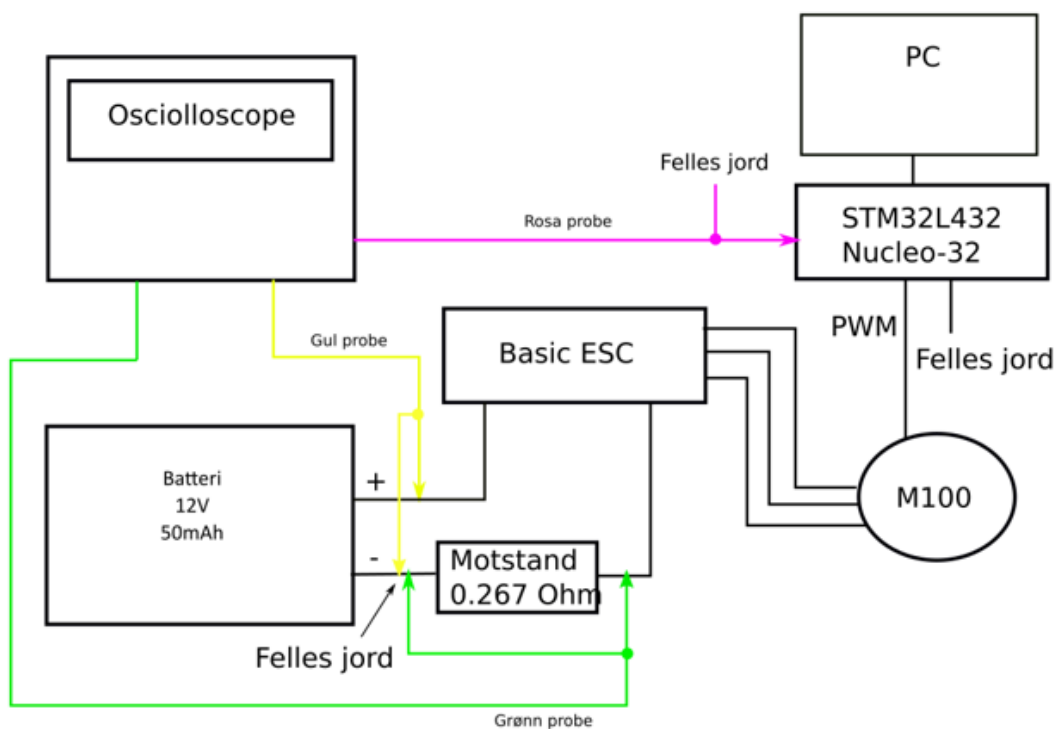 PC
Osciolloscope
Felles jord
Rosa probe
STM32L432
Nucleo-32
PWM
Felles jord
Gul probe
Basic ESC
Batteri
12V
50mAh
+
-
M100
Motstand
0.267 Ohm
Felles jord
Grønn probe